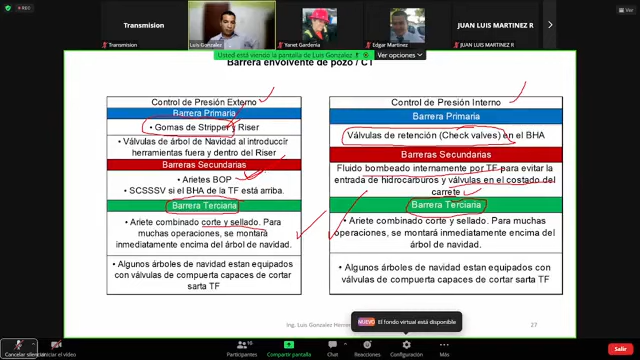 REC
Transmision
JUAN LUIS MARTINEZ R
Transmision
Luis Gonzalez
Yanet Gardenia
Edgar Martinez
JUAN LUIS MARTINEZ R
Usted está viendo la pantalla de Luis Gonzalez
Ver opciones
Barrera envolvente de pozo / CT
Control de Presión Externo
Barrera Primaria
• Gomas de Stripper y Riser
• Válvulas de árbol de Navidad al introducir
herramientas fuera y dentro del Riser
Barreras Secundarias
• Arietes BOP
• SCSSSV si el BHA de la TF está arriba.
Barrera Terciaria
• Ariete combinado corte y sellado. Para
muchas operaciones, se montará
inmediatamente encima del árbol de navidad.
• Algunos árboles de navidad estan equipados
con válvulas de compuerta capaces de cortar
sarta TF
Control de Presión Interno
Barrera Primaria
Válvulas de retención (Check valves) en el BHA
Barreras Secundarias
Fluido bombeado internamente por TF para evitar la
entrada de hidrocarburos y válvulas en el costado del
carrete
Barrera Terciaria
• Ariete combinado corte y sellado. Para muchas
operaciones, se montará inmediatamente encima del
árbol de navidad.
• Algunos árboles de navidad estan equipados con
válvulas de compuerta capaces de cortar sarta TF
Ing. Luis Gonzalez
27
NUEVO El fondo virtual está disponible
Iniciar el video
10
Participantes
Compartir pantalla
Chat
Reacciones
Configuración
Más
Salir